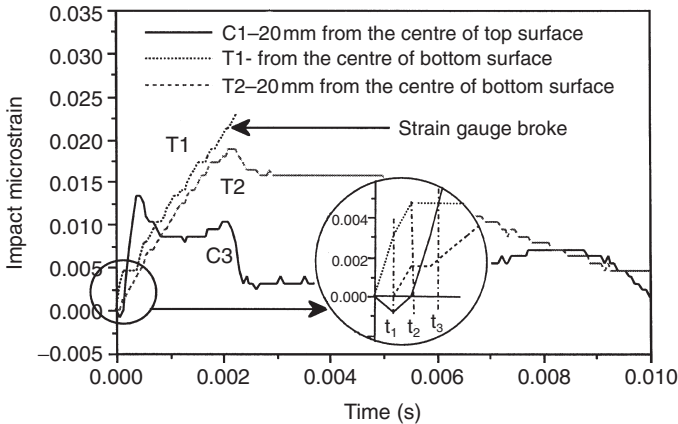 0.035
0.030
0.025
0.020
0.015
0.010
0.005
0.000
−0.005
Impact microstrain
C1–20 mm from the centre of top surface
T1- from the centre of bottom surface
T2–20 mm from the centre of bottom surface
T1
Strain gauge broke
T2
C3
0.004
0.002
0.000
t1 t2 t3
0.000 0.002 0.004 0.006 0.008 0.010
Time (s)